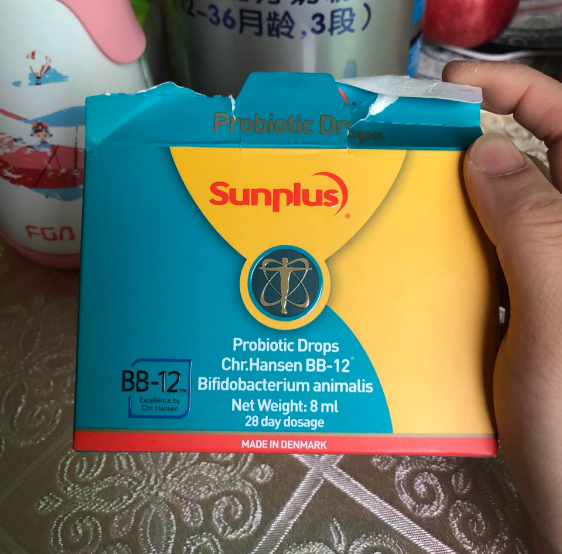 2-36月龄,3段）
Probiotic Drops
Sunplus
®
FGA
Probiotic Drops
Chr.Hansen BB-12®
Bifidobacterium animalis
Net Weight: 8 ml
28 day dosage
BB-12™
Excellence by
Chr. Hansen
MADE IN DENMARK